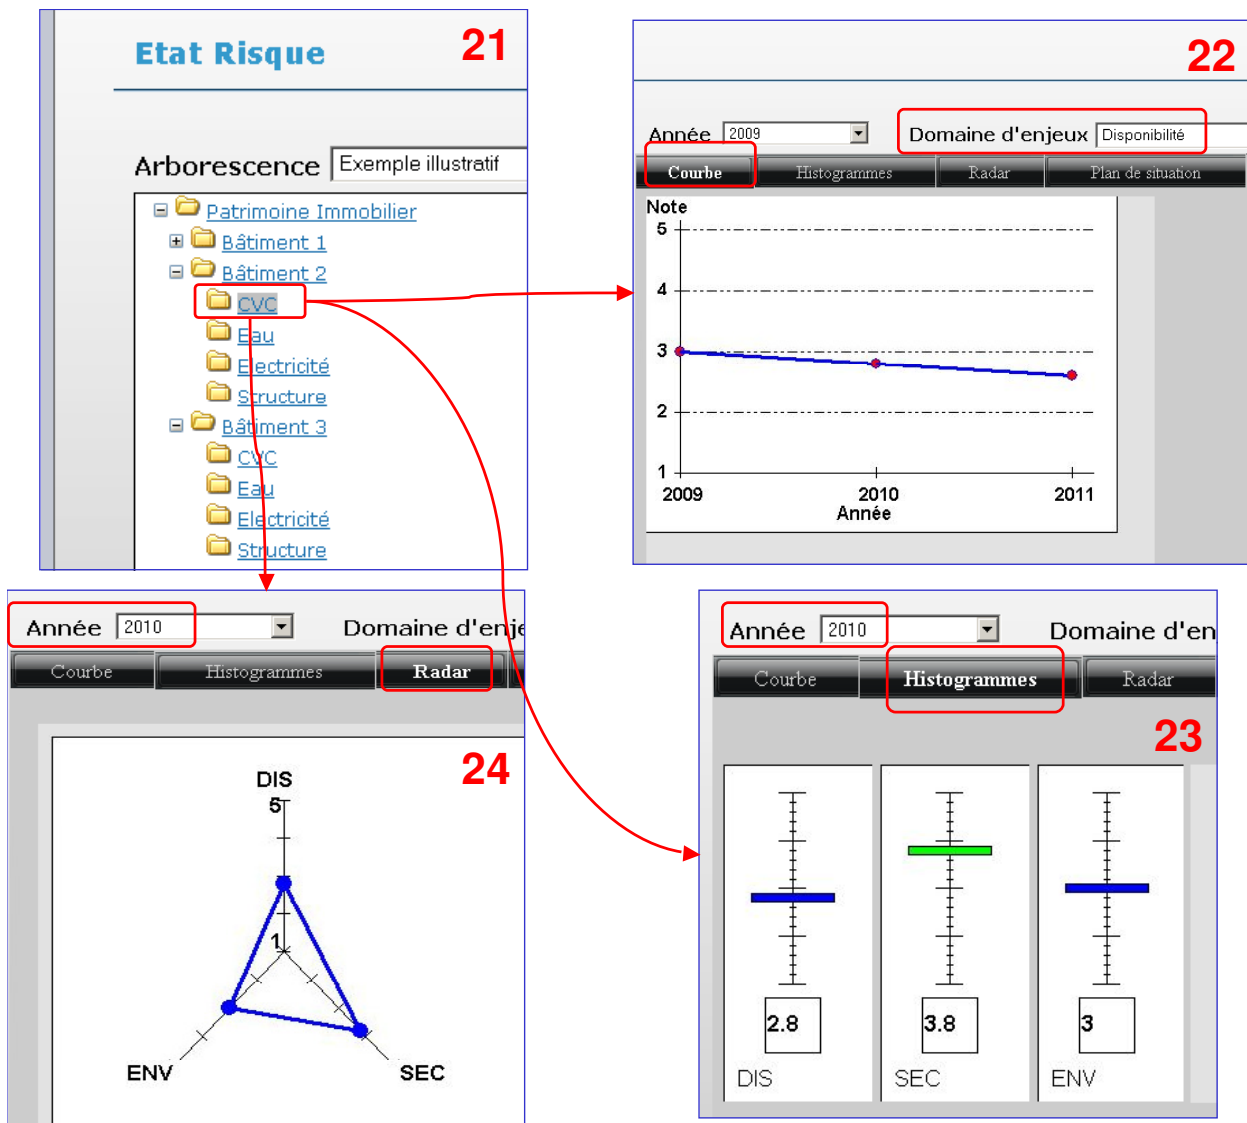 Etat Risque
21
Arborescence Exemple illustratif
Patrimoine Immobilier
Bâtiment 1
Bâtiment 2
CVC
Eau
Electricité
Structure
Bâtiment 3
CVC
Eau
Electricité
Structure
22
Année 2009 Domaine d'enjeux Disponibilité
Courbe Histogrammes Radar Plan de situation
Note
5
4
3
2
1
2009 2010 2011
Année
Année 2010 Domaine d'enje
Courbe Histogrammes Radar
24
DIS
5
1
ENV SEC
Année 2010 Domaine d'en
Courbe Histogrammes Radar
23
2.8 3.8 3
DIS SEC ENV